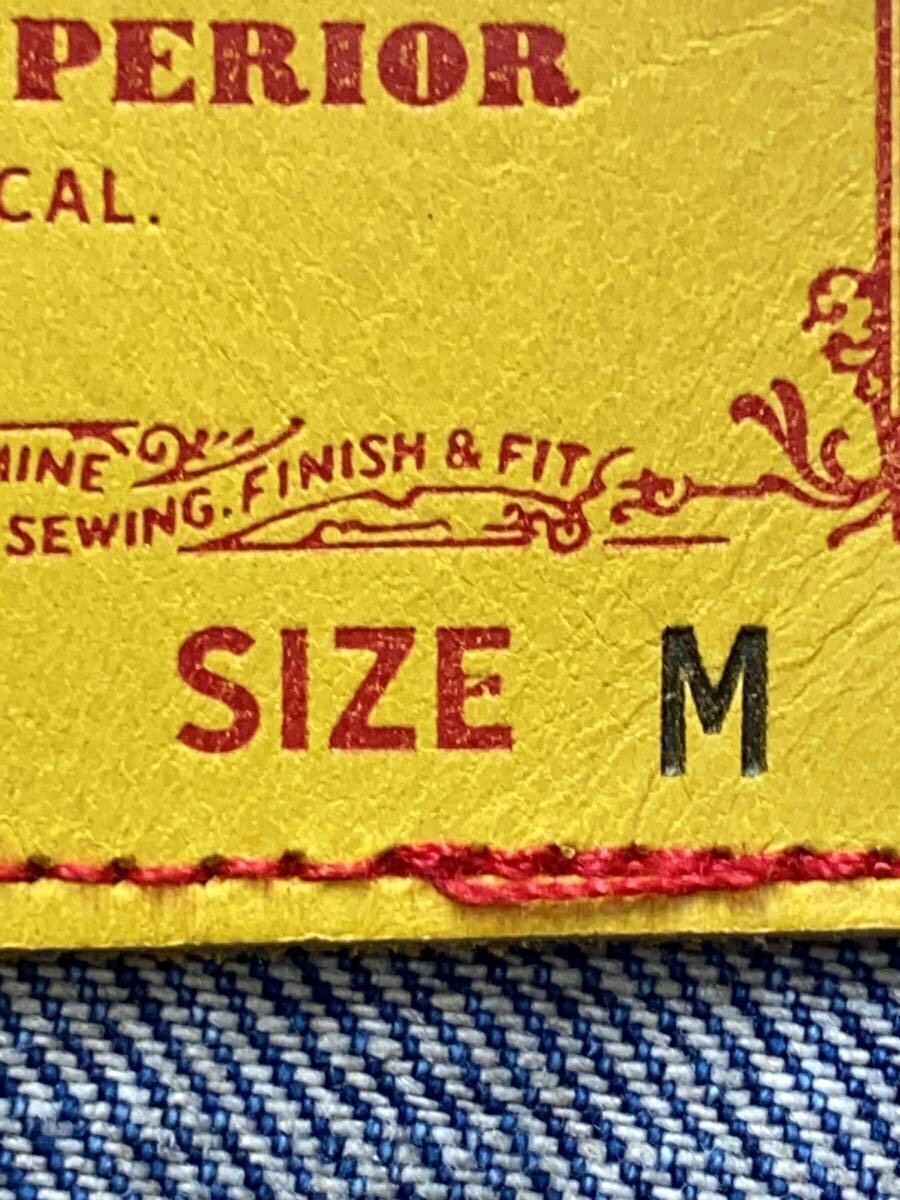 PERIOR
CAL.
HINE
SEWING. FINISH & FIT
SIZE M